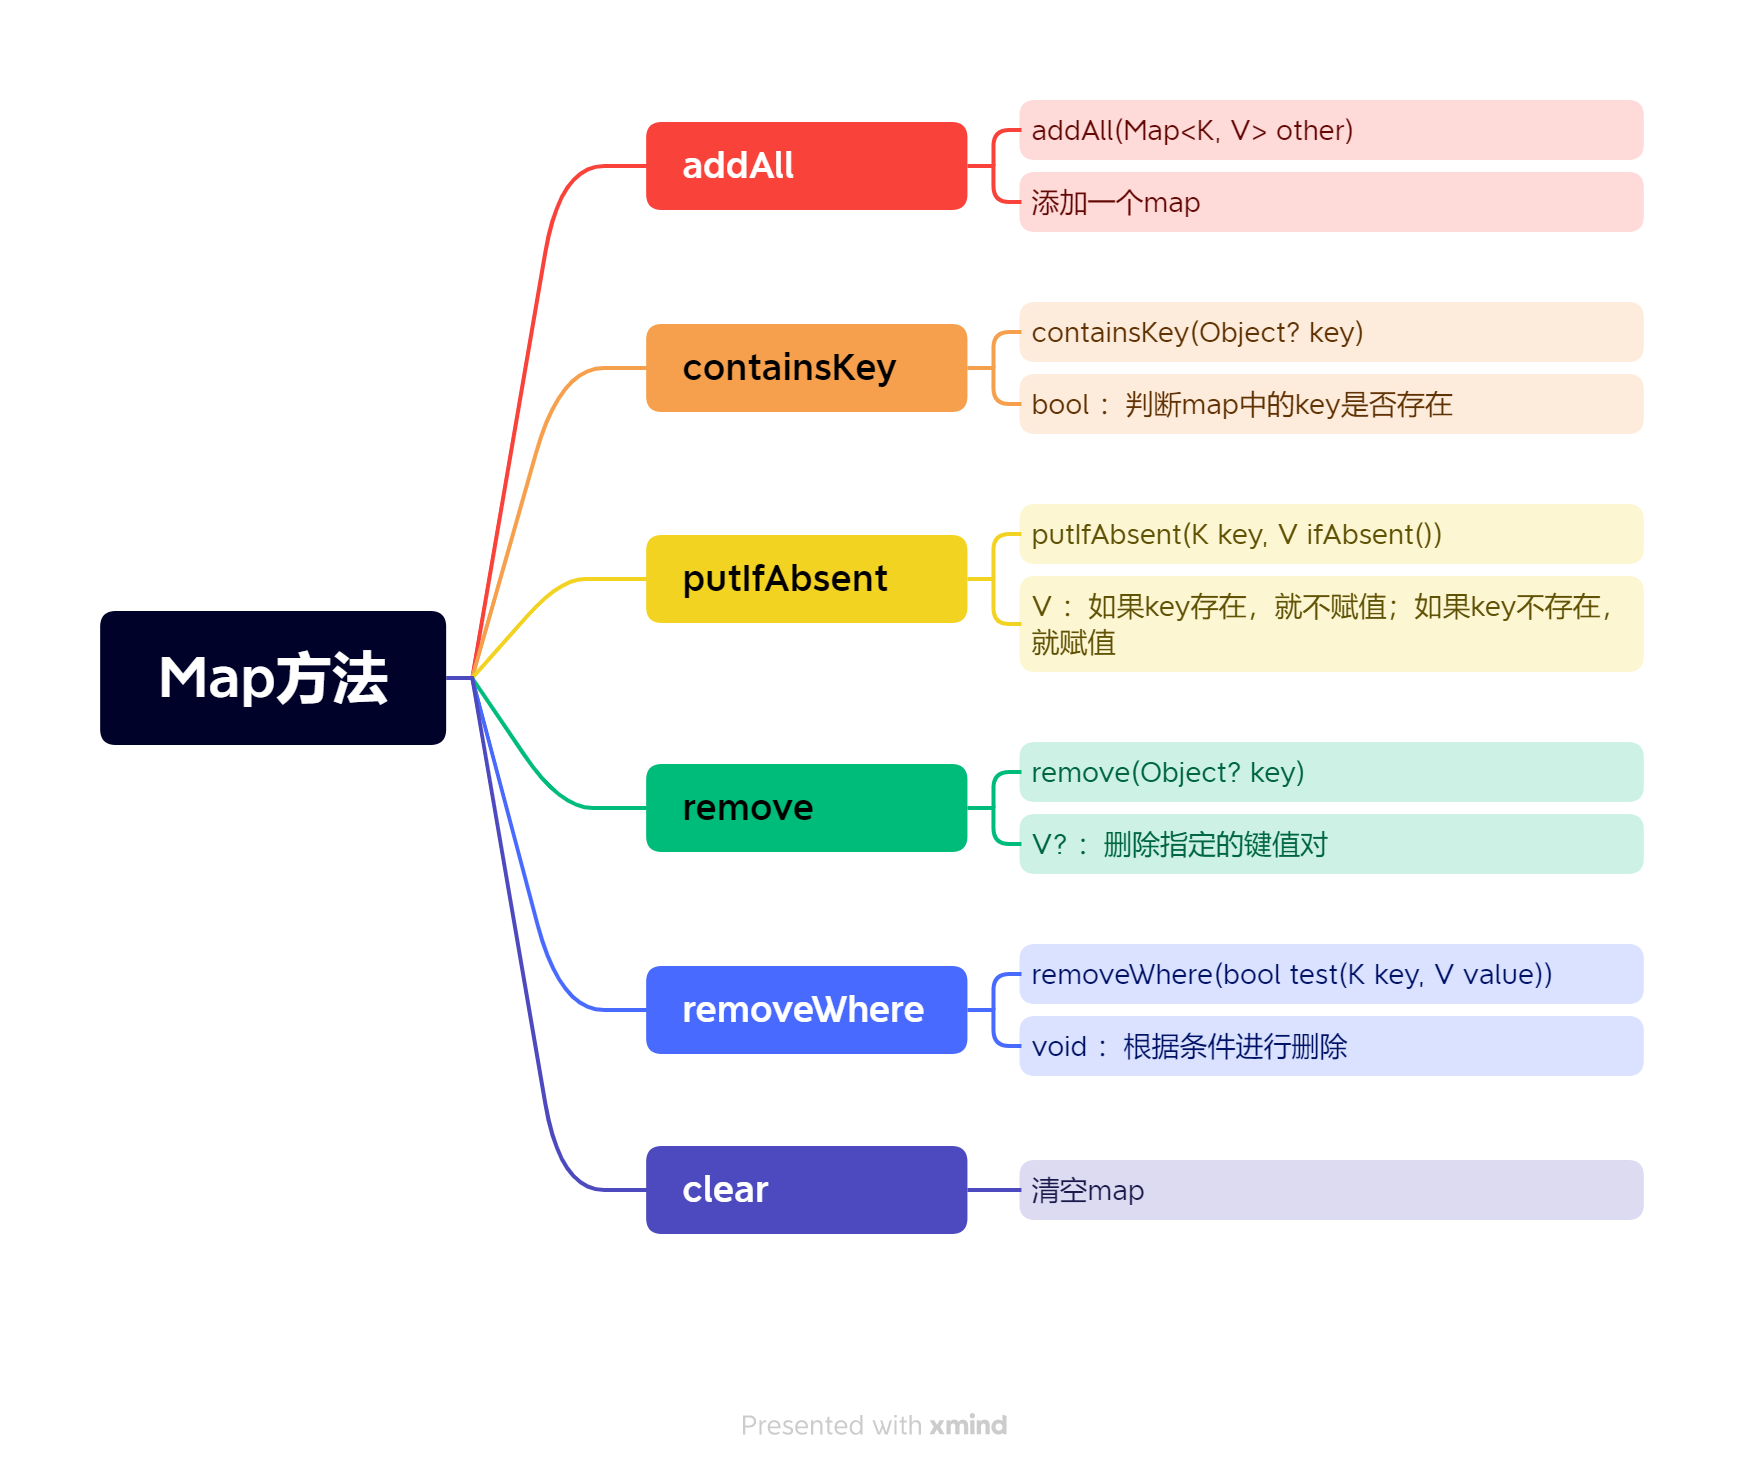 Map方法
addAll
addAll(Map<K, V> other)
添加一个map
containsKey
containsKey(Object? key)
bool ：判断map中的key是否存在
putIfAbsent
putIfAbsent(K key, V ifAbsent())
V ：如果key存在，就不赋值；如果key不存在，
就赋值
remove
remove(Object? key)
V? ：删除指定的键值对
removeWhere
removeWhere(bool test(K key, V value))
void ：根据条件进行删除
clear
清空map
Presented with xmind